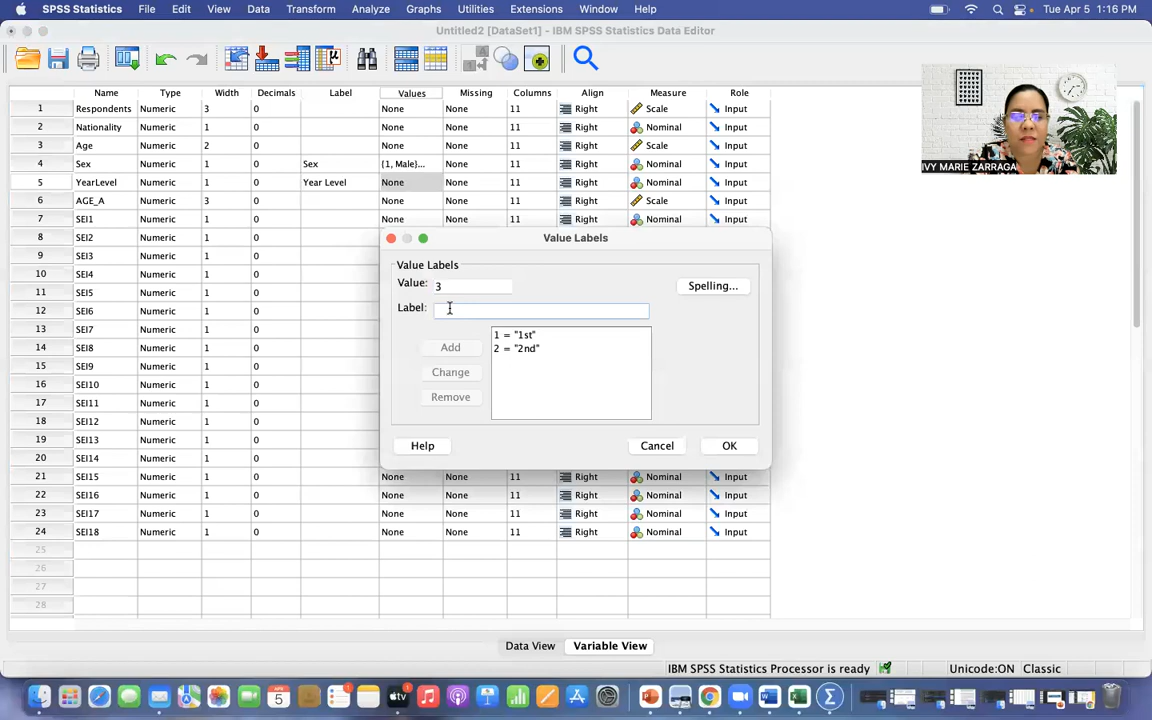 SPSS Statistics File Edit View Data Transform Analyze Graphs Utilities Extensions Window Help Tue Apr 5 1:16 PM
Untitled2 [DataSet1] - IBM SPSS Statistics Data Editor
Name Type Width Decimals Label Values Missing Columns Align Measure Role
1 Respondents Numeric 3 0 None None 11 Right Scale Input
2 Nationality Numeric 1 0 None None 11 Right Nominal Input
3 Age Numeric 2 0 None None 11 Right Scale Input
4 Sex Numeric 1 0 Sex {1, Male}... None 11 Right Nominal Input
5 YearLevel Numeric 1 0 Year Level None None 11 Right Nominal Input
6 AGE_A Numeric 3 0 None None 11 Right Scale Input
7 SEI1 Numeric 1 0 None None 11 Right Nominal Input
8 SEI2 Numeric 1 0
9 SEI3 Numeric 1 0
10 SEI4 Numeric 1 0
11 SEI5 Numeric 1 0
12 SEI6 Numeric 1 0
13 SEI7 Numeric 1 0
14 SEI8 Numeric 1 0
15 SEI9 Numeric 1 0
16 SEI10 Numeric 1 0
17 SEI11 Numeric 1 0
18 SEI12 Numeric 1 0
19 SEI13 Numeric 1 0
20 SEI14 Numeric 1 0
21 SEI15 Numeric 1 0 None None 11 Right Nominal Input
22 SEI16 Numeric 1 0 None None 11 Right Nominal Input
23 SEI17 Numeric 1 0 None None 11 Right Nominal Input
24 SEI18 Numeric 1 0 None None 11 Right Nominal Input
25
26
27
28
Value Labels
Value Labels
Value: 3
Spelling...
Label:
1 = "1st"
2 = "2nd"
Add
Change
Remove
Help Cancel OK
IVY MARIE ZARRAGA
Data View Variable View
IBM SPSS Statistics Processor is ready Unicode:ON Classic